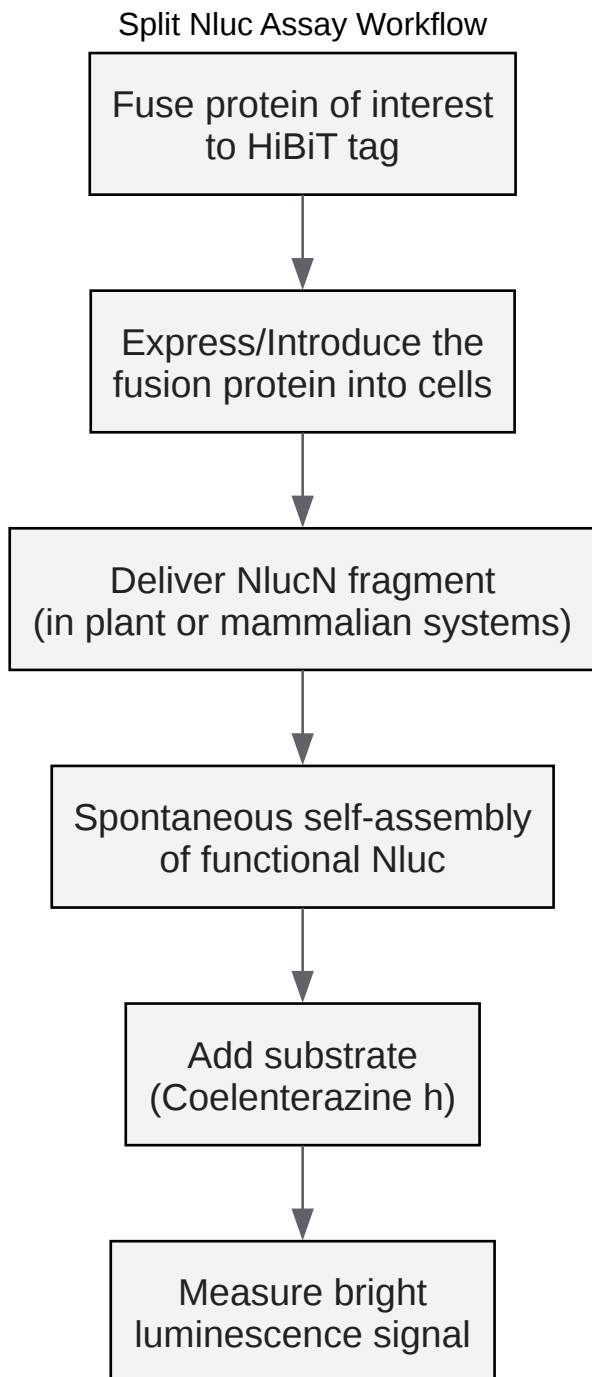 Split Nluc Assay Workflow
Fuse protein of interest
to HiBiT tag
Express/Introduce the
fusion protein into cells
Deliver NlucN fragment
(in plant or mammalian systems)
Spontaneous self-assembly
of functional Nluc
Add substrate
(Coelenterazine h)
Measure bright
luminescence signal